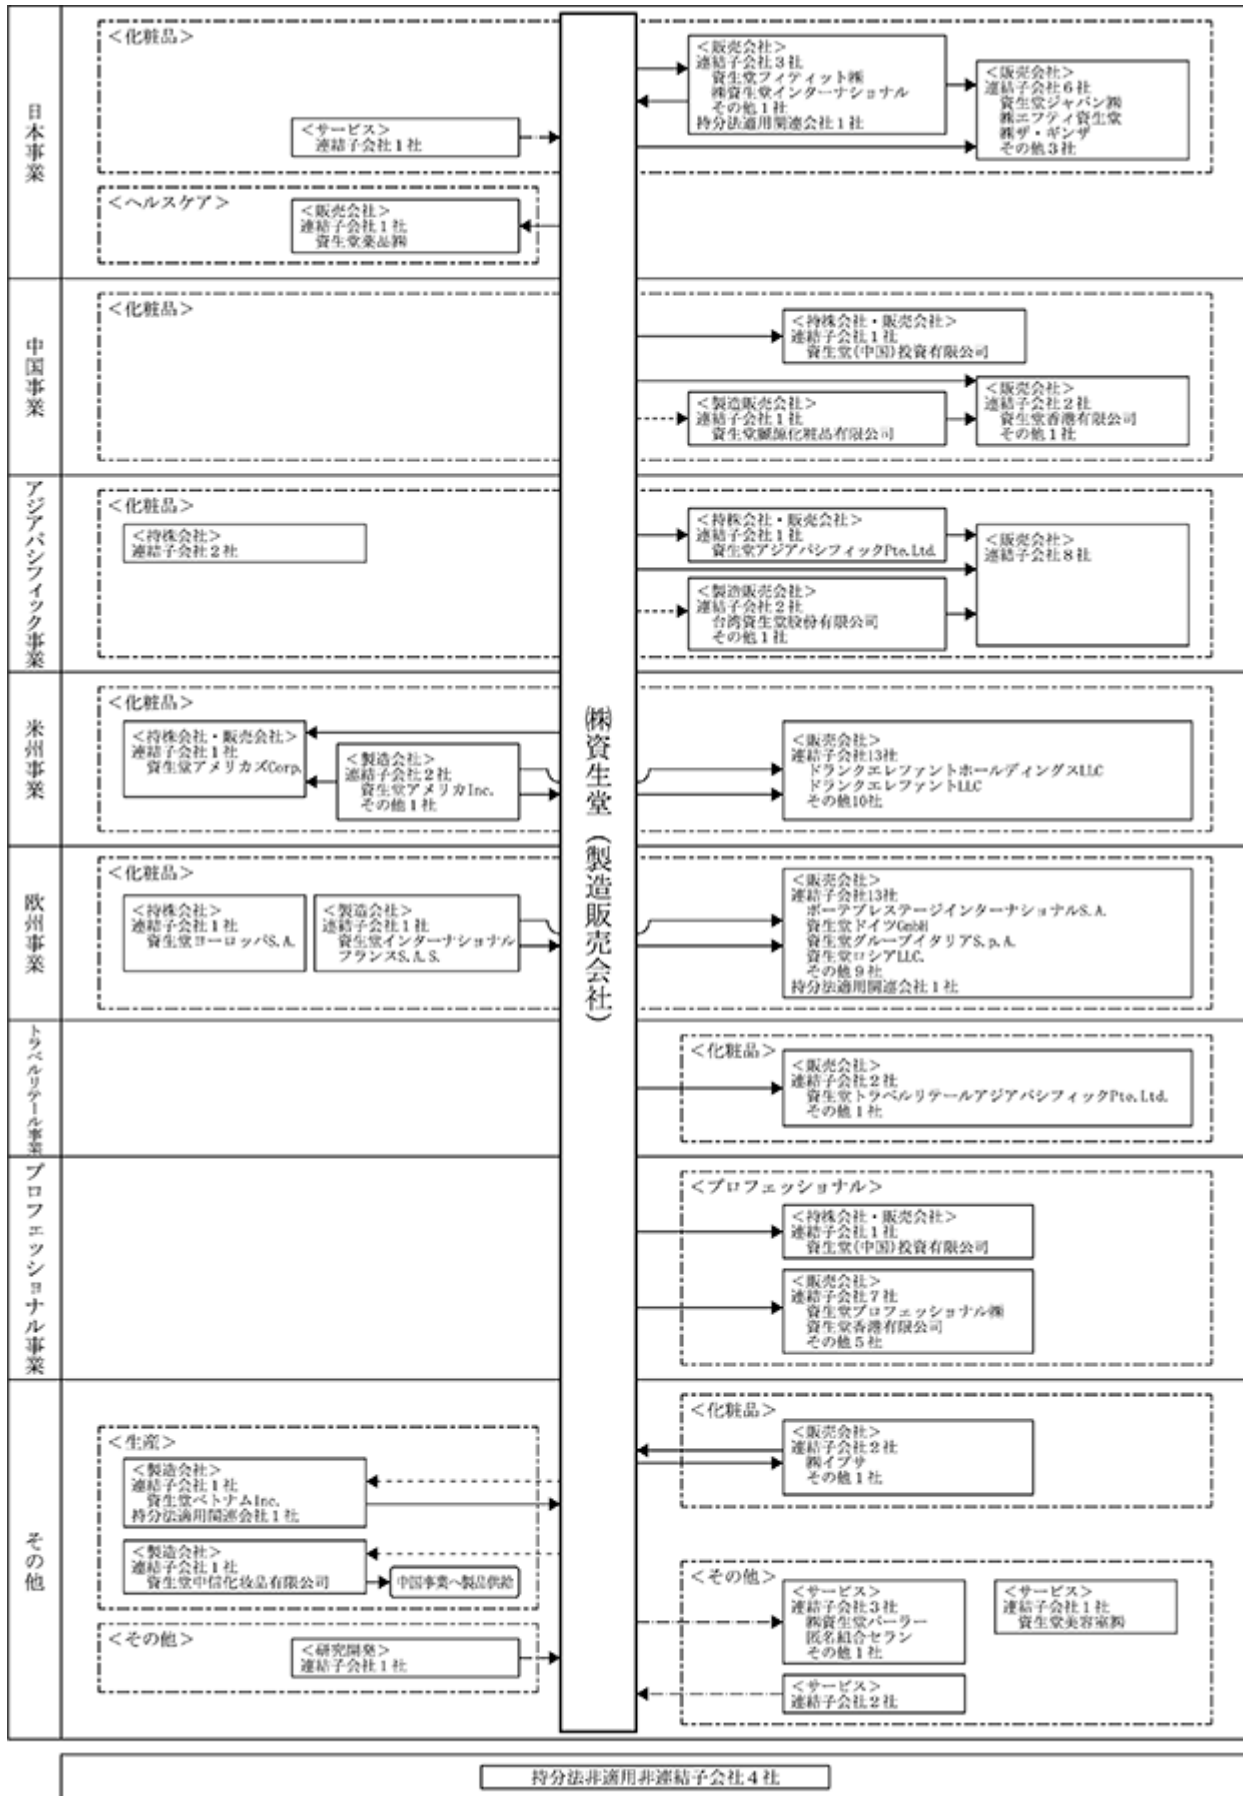 日本事業
＜化粧品＞
＜サービス＞
連結子会社１社
＜販売会社＞
連結子会社３社
資生堂フィティット㈱
㈱資生堂インターナショナル
その他１社
持分法適用関連会社１社
＜販売会社＞
連結子会社６社
資生堂ジャパン㈱
㈱エフティ資生堂
㈱ザ・ギンザ
その他３社
＜ヘルスケア＞
＜販売会社＞
連結子会社１社
資生堂薬品㈱
中国事業
＜化粧品＞
＜持株会社・販売会社＞
連結子会社１社
資生堂(中国)投資有限公司
＜製造販売会社＞
連結子会社１社
資生堂麗源化粧品有限公司
＜販売会社＞
連結子会社２社
資生堂香港有限公司
その他１社
アジアパシフィック事業
＜化粧品＞
＜持株会社＞
連結子会社２社
＜持株会社・販売会社＞
連結子会社１社
資生堂アジアパシフィックPte.Ltd.
＜製造販売会社＞
連結子会社２社
台湾資生堂股份有限公司
その他１社
＜販売会社＞
連結子会社８社
米州事業
＜化粧品＞
＜持株会社・販売会社＞
連結子会社１社
資生堂アメリカズCorp.
＜製造会社＞
連結子会社２社
資生堂アメリカInc.
その他１社
＜販売会社＞
連結子会社13社
ドランクエレファントホールディングスLLC
ドランクエレファントLLC
その他10社
㈱資生堂（製造販売会社）
欧州事業
＜化粧品＞
＜持株会社＞
連結子会社１社
資生堂ヨーロッパS.A.
＜製造会社＞
連結子会社１社
資生堂インターナショナル
フランスS.A.S.
＜販売会社＞
連結子会社13社
ボーテプレステージインターナショナルS.A.
資生堂ドイツGmbH
資生堂グループイタリアS.p.A.
資生堂ロシアLLC.
その他９社
持分法適用関連会社１社
トラベルリテール事業
＜化粧品＞
＜販売会社＞
連結子会社２社
資生堂トラベルリテールアジアパシフィックPte.Ltd.
その他１社
プロフェッショナル事業
＜プロフェッショナル＞
＜持株会社・販売会社＞
連結子会社１社
資生堂(中国)投資有限公司
＜販売会社＞
連結子会社７社
資生堂プロフェッショナル㈱
資生堂香港有限公司
その他５社
その他
＜生産＞
＜製造会社＞
連結子会社１社
資生堂ベトナムInc.
持分法適用関連会社１社
＜製造会社＞
連結子会社１社
資生堂中信化妆品有限公司
中国事業へ製品供給
＜その他＞
＜研究開発＞
連結子会社１社
＜化粧品＞
＜販売会社＞
連結子会社２社
㈱イプサ
その他１社
＜その他＞
＜サービス＞
連結子会社３社
㈱資生堂パーラー
匿名組合セラン
その他１社
＜サービス＞
連結子会社１社
資生堂美容室㈱
＜サービス＞
連結子会社２社
持分法非適用非連結子会社４社